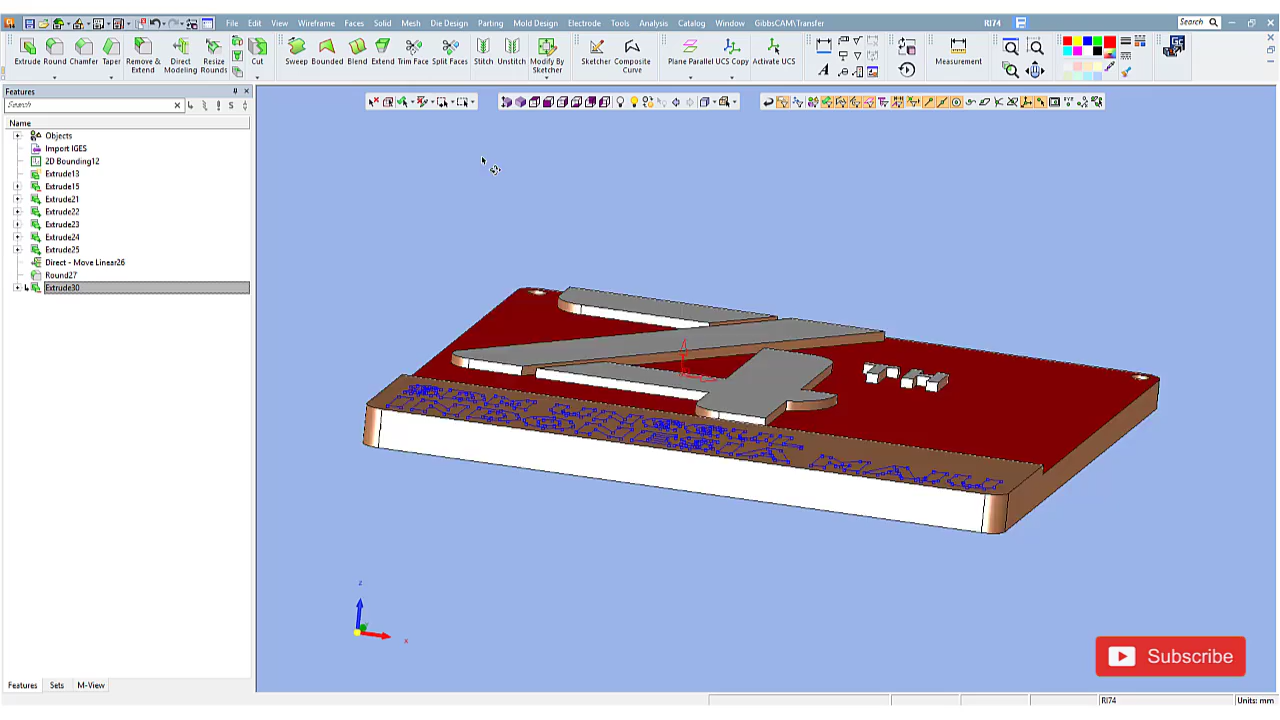 File Edit View Wireframe Faces Solid Mesh Die Design Parting Mold Design Electrode Tools Analysis Catalog Window GibbsCAM/Transfer RI74 Search
Extrude Round Chamfer Taper Remove & Extend Direct Modeling Resize Rounds Cut Sweep Bounded Blend Extend Trim/Split Split Faces Stitch Unstitch Modify By Sketcher Sketcher Composite Curve Plane Parallel UCS Copy Activate UCS Measurement
Features
Search
Name
Objects
Import IGES
2D Bounding12
Extrude13
Extrude15
Extrude21
Extrude22
Extrude23
Extrude24
Extrude25
Direct - Move Linear26
Round27
Extrude30
z
x
Subscribe
Features Sets M-View
RI74 Units: mm